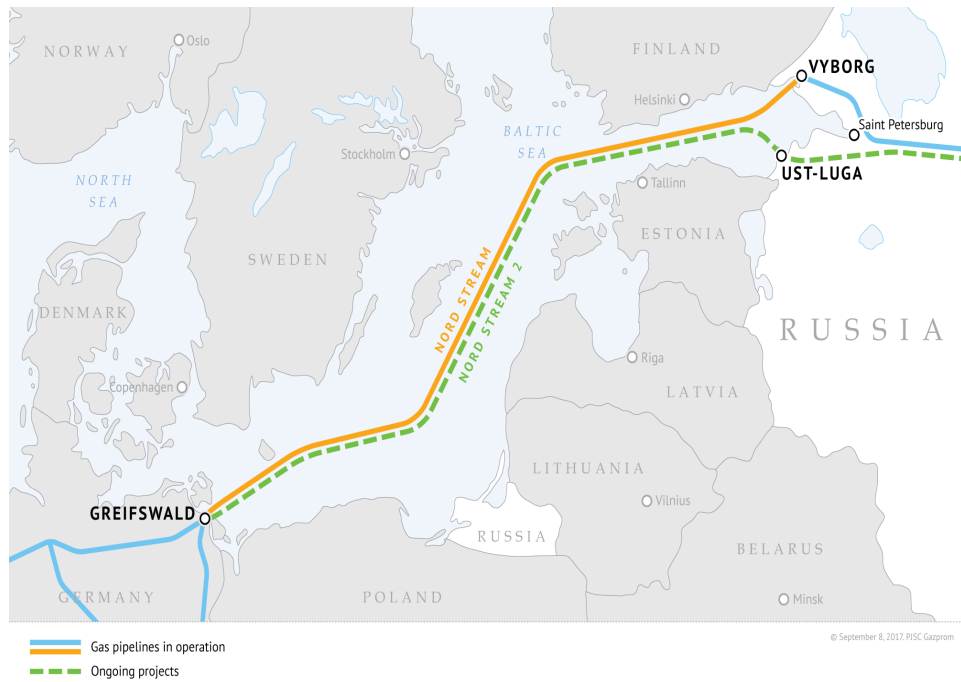 NORWAY
Oslo
FINLAND
VYBORG
Helsinki
Saint Petersburg
BALTIC
SEA
Stockholm
UST-LUGA
NORTH
SEA
Tallinn
ESTONIA
SWEDEN
NORD STREAM
NORD STREAM 2
DENMARK
RUSSIA
Riga
Copenhagen
LATVIA
LITHUANIA
Vilnius
GREIFSWALD
RUSSIA
BELARUS
GERMANY
POLAND
Minsk
© September 8, 2017. PJSC Gazprom
Gas pipelines in operation
Ongoing projects